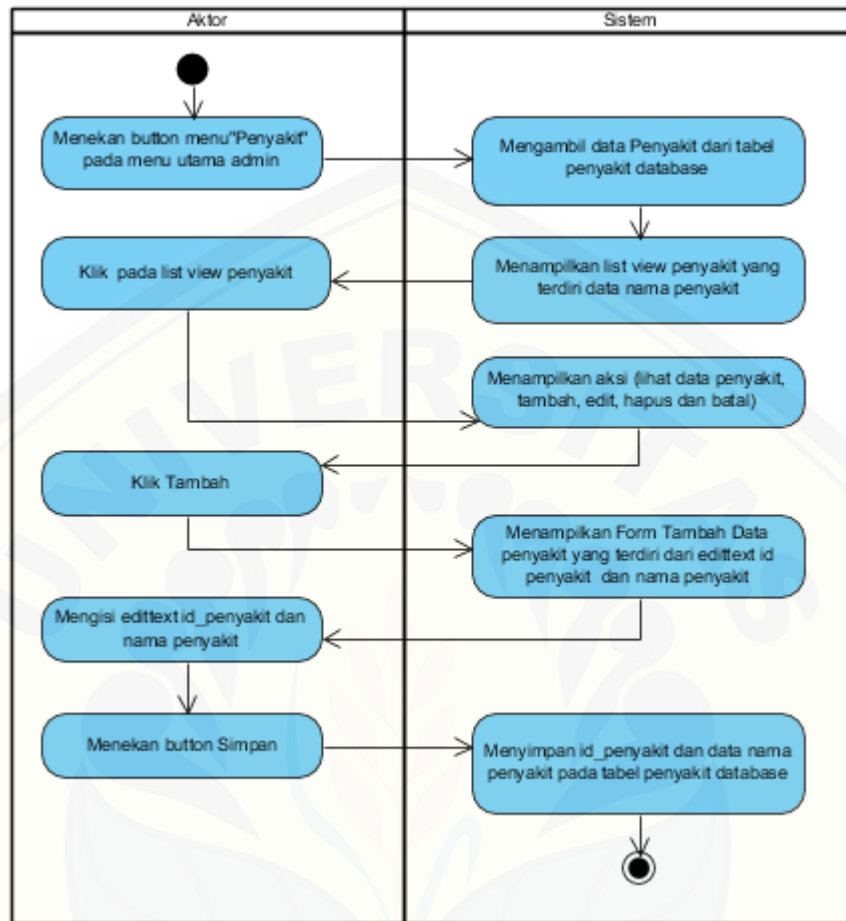 Aktor
Sistem
Menekan button menu"Penyakit"
pada menu utama admin
Mengambil data Penyakit dari tabel
penyakit database
Menampilkan list view penyakit yang
terdiri data nama penyakit
Klik pada list view penyakit
Menampilkan aksi (lihat data penyakit,
tambah, edit, hapus dan batal)
Klik Tambah
Menampilkan Form Tambah Data
penyakit yang terdiri dari edittext id
penyakit dan nama penyakit
Mengisi edittext id_penyakit dan
nama penyakit
Menekan button Simpan
Menyimpan id_penyakit dan data nama
penyakit pada tabel penyakit database
UNIVERSITAS